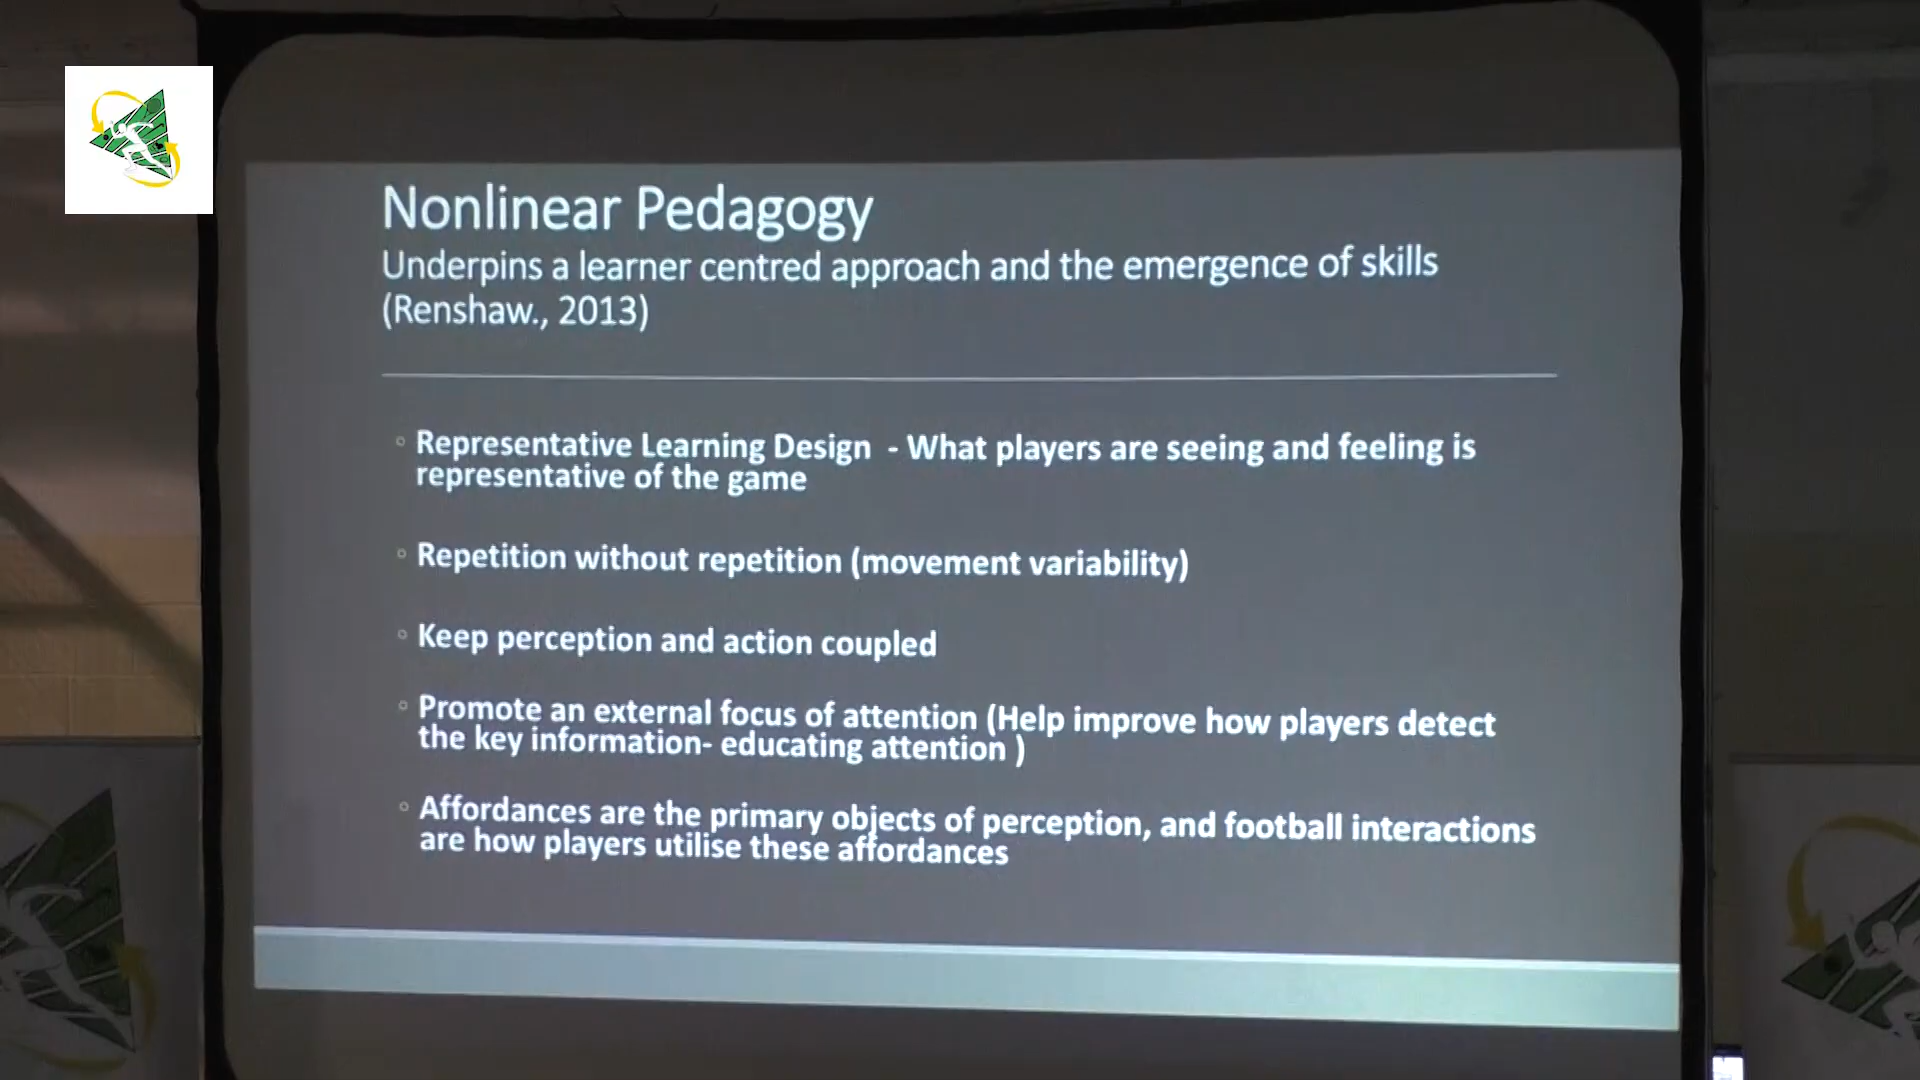 Nonlinear Pedagogy
Underpins a learner centred approach and the emergence of skills
(Renshaw., 2013)
◦ Representative Learning Design - What players are seeing and feeling is
representative of the game
◦ Repetition without repetition (movement variability)
◦ Keep perception and action coupled
◦ Promote an external focus of attention (Help improve how players detect
the key information- educating attention )
◦ Affordances are the primary objects of perception, and football interactions
are how players utilise these affordances